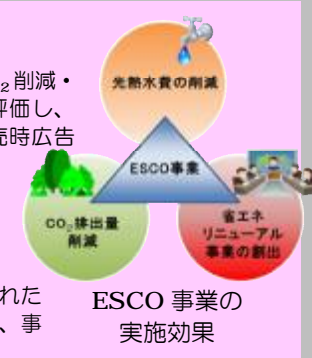 ₂削減・
平価し、
売時広告
光熱水費の削減
ESCO事業
CO₂排出量
削減
省エネ
リニューアル
事業の創出
れた
、事
ESCO 事業の
実施効果